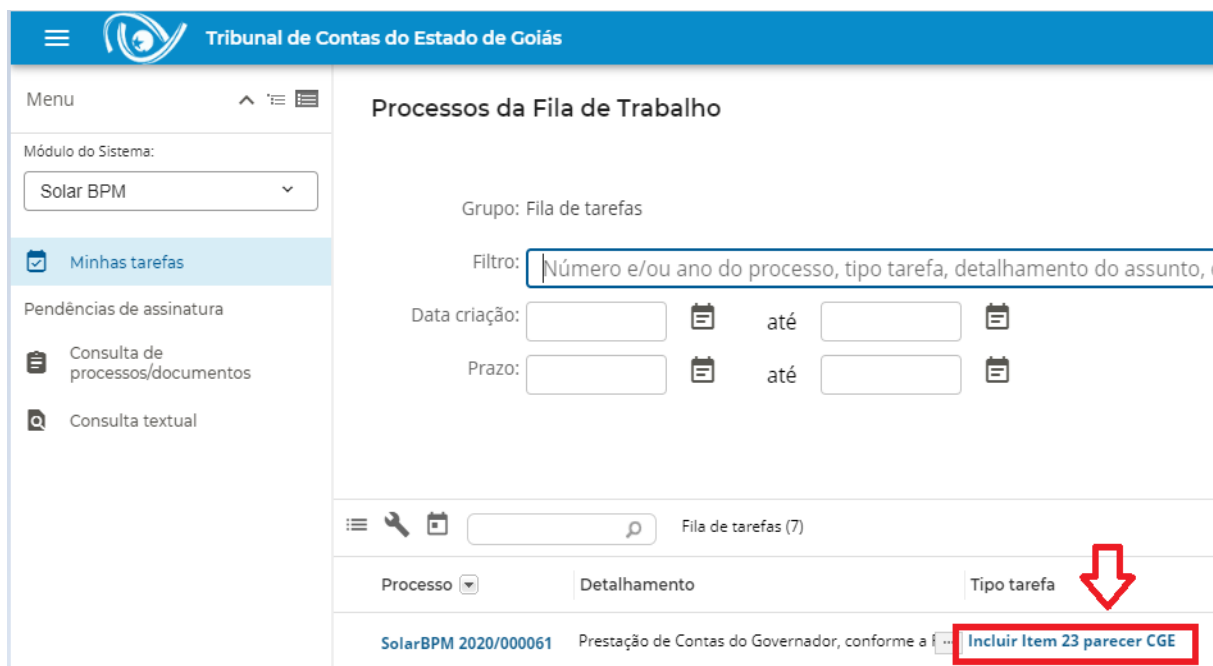 Tribunal de Contas do Estado de Goiás
Menu
Módulo do Sistema:
Solar BPM
Minhas tarefas
Pendências de assinatura
Consulta de
processos/documentos
Consulta textual
Processos da Fila de Trabalho
Grupo: Fila de tarefas
Filtro: Número e/ou ano do processo, tipo tarefa, detalhamento do assunto,
Data criação: até
Prazo: até
Fila de tarefas (7)
Processo Detalhamento Tipo tarefa
SolarBPM 2020/000061 Prestação de Contas do Governador, conforme a ... Incluir Item 23 parecer CGE